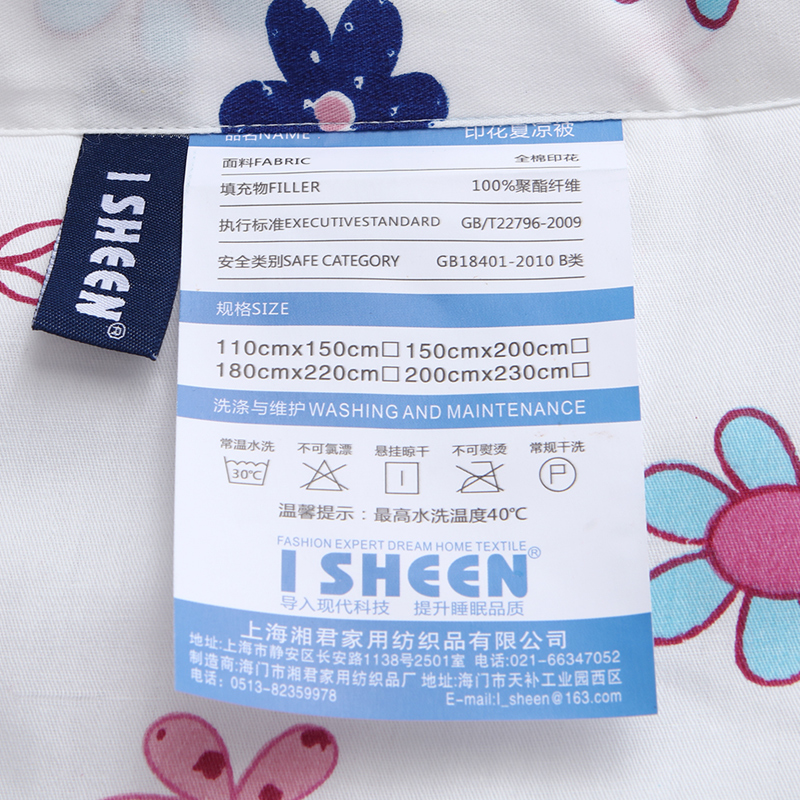 品名NAME 印花夏凉被
面料FABRIC 全棉印花
填充物FILLER 100%聚酯纤维
执行标准EXECUTIVESTANDARD GB/T22796-2009
安全类别SAFE CATEGORY GB18401-2010 B类
规格SIZE
110cmx150cm□ 150cmx200cm□
180cmx220cm□ 200cmx230cm□
洗涤与维护WASHING AND MAINTENANCE
常温水洗 不可氯漂 悬挂晾干 不可熨烫 常规干洗
30℃ P
温馨提示：最高水洗温度40℃
FASHION EXPERT DREAM HOME TEXTILE
I SHEEN®
导入现代科技 提升睡眠品质
上海湘君家用纺织品有限公司
地址:上海市静安区长安路1138号2501室 电话:021-66347052
制造商:海门市湘君家用纺织品厂 地址:海门市天补工业园西区
电话：0513-82359978 E-mail:I_sheen@163.com
I SHEEN®